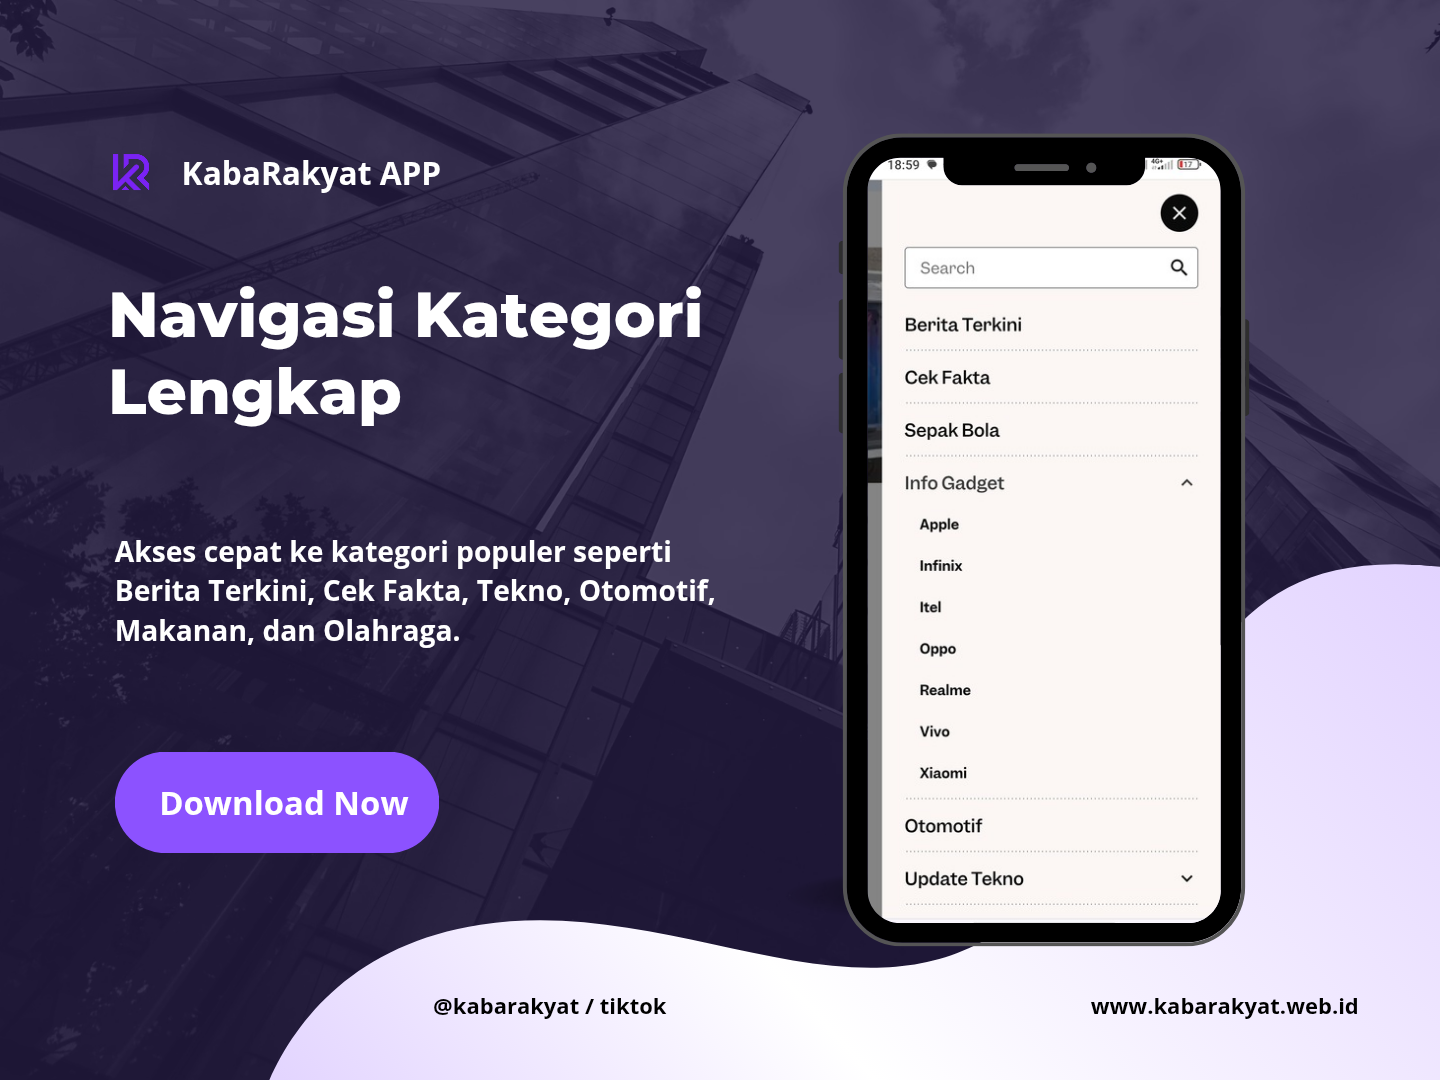 KabaRakyat APP
Navigasi Kategori
Lengkap
Akses cepat ke kategori populer seperti
Berita Terkini, Cek Fakta, Tekno, Otomotif,
Makanan, dan Olahraga.
Download Now
18:59
4G+
17
Search
Berita Terkini
Cek Fakta
Sepak Bola
Info Gadget
Apple
Infinix
Itel
Oppo
Realme
Vivo
Xiaomi
Otomotif
Update Tekno
@kabarakyat / tiktok
www.kabarakyat.web.id